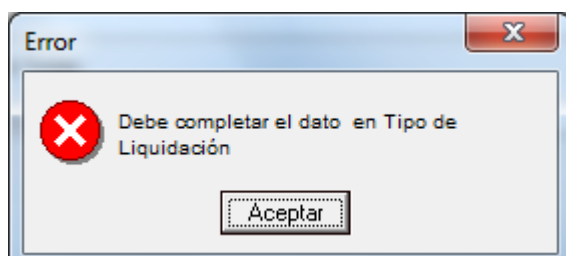 Error
Debe completar el dato  en Tipo de
Liquidación
Aceptar